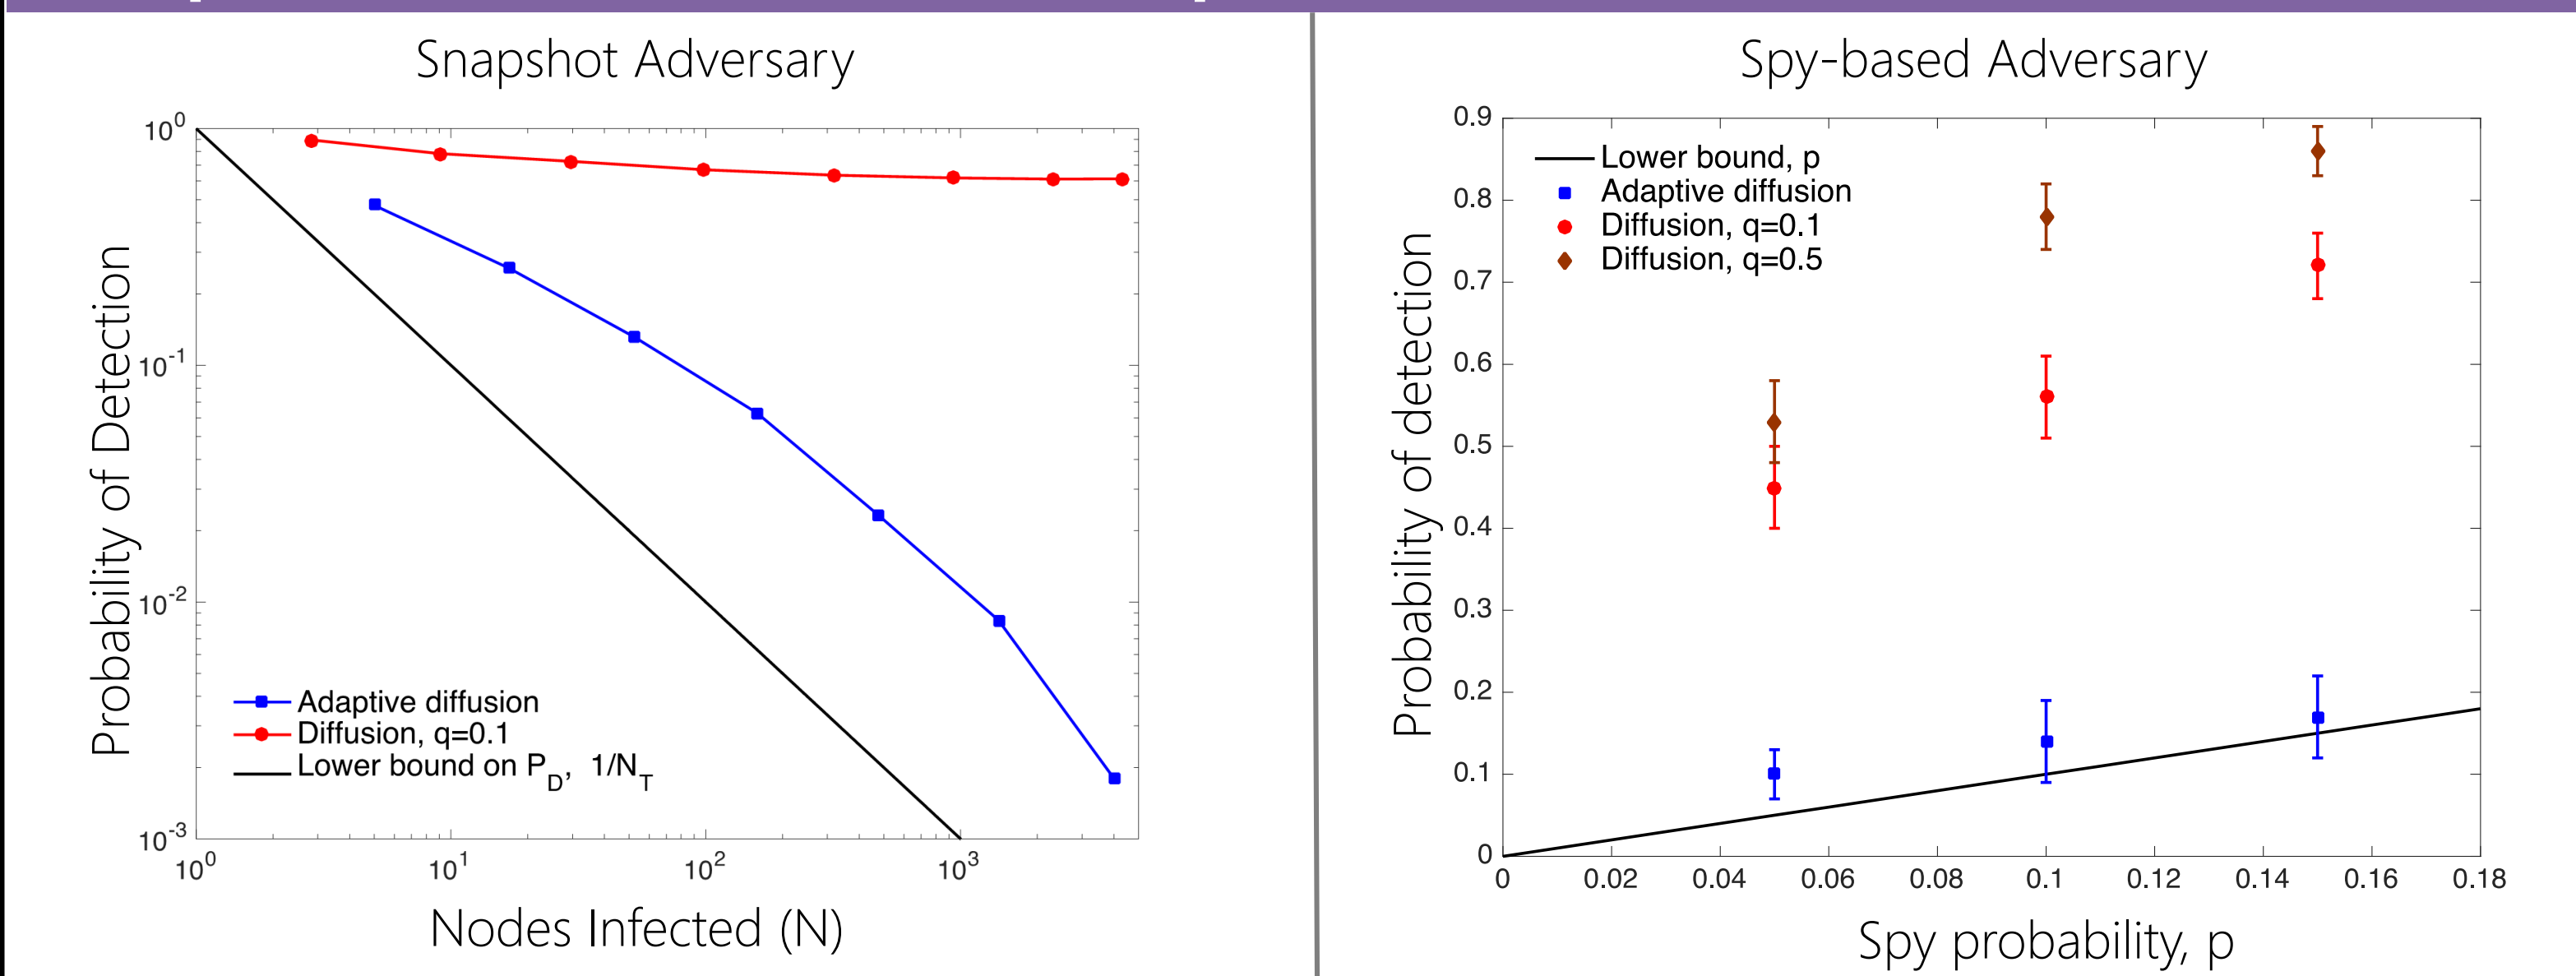 Snapshot Adversary
Probability of Detection
10^0
10^-1
10^-2
10^-3
Adaptive diffusion
Diffusion, q=0.1
Lower bound on P_D, 1/N_T
10^0 10^1 10^2 10^3
Nodes Infected (N)
Spy-based Adversary
Probability of detection
0.9
0.8
0.7
0.6
0.5
0.4
0.3
0.2
0.1
0
Lower bound, p
Adaptive diffusion
Diffusion, q=0.1
Diffusion, q=0.5
0 0.02 0.04 0.06 0.08 0.1 0.12 0.14 0.16 0.18
Spy probability, p